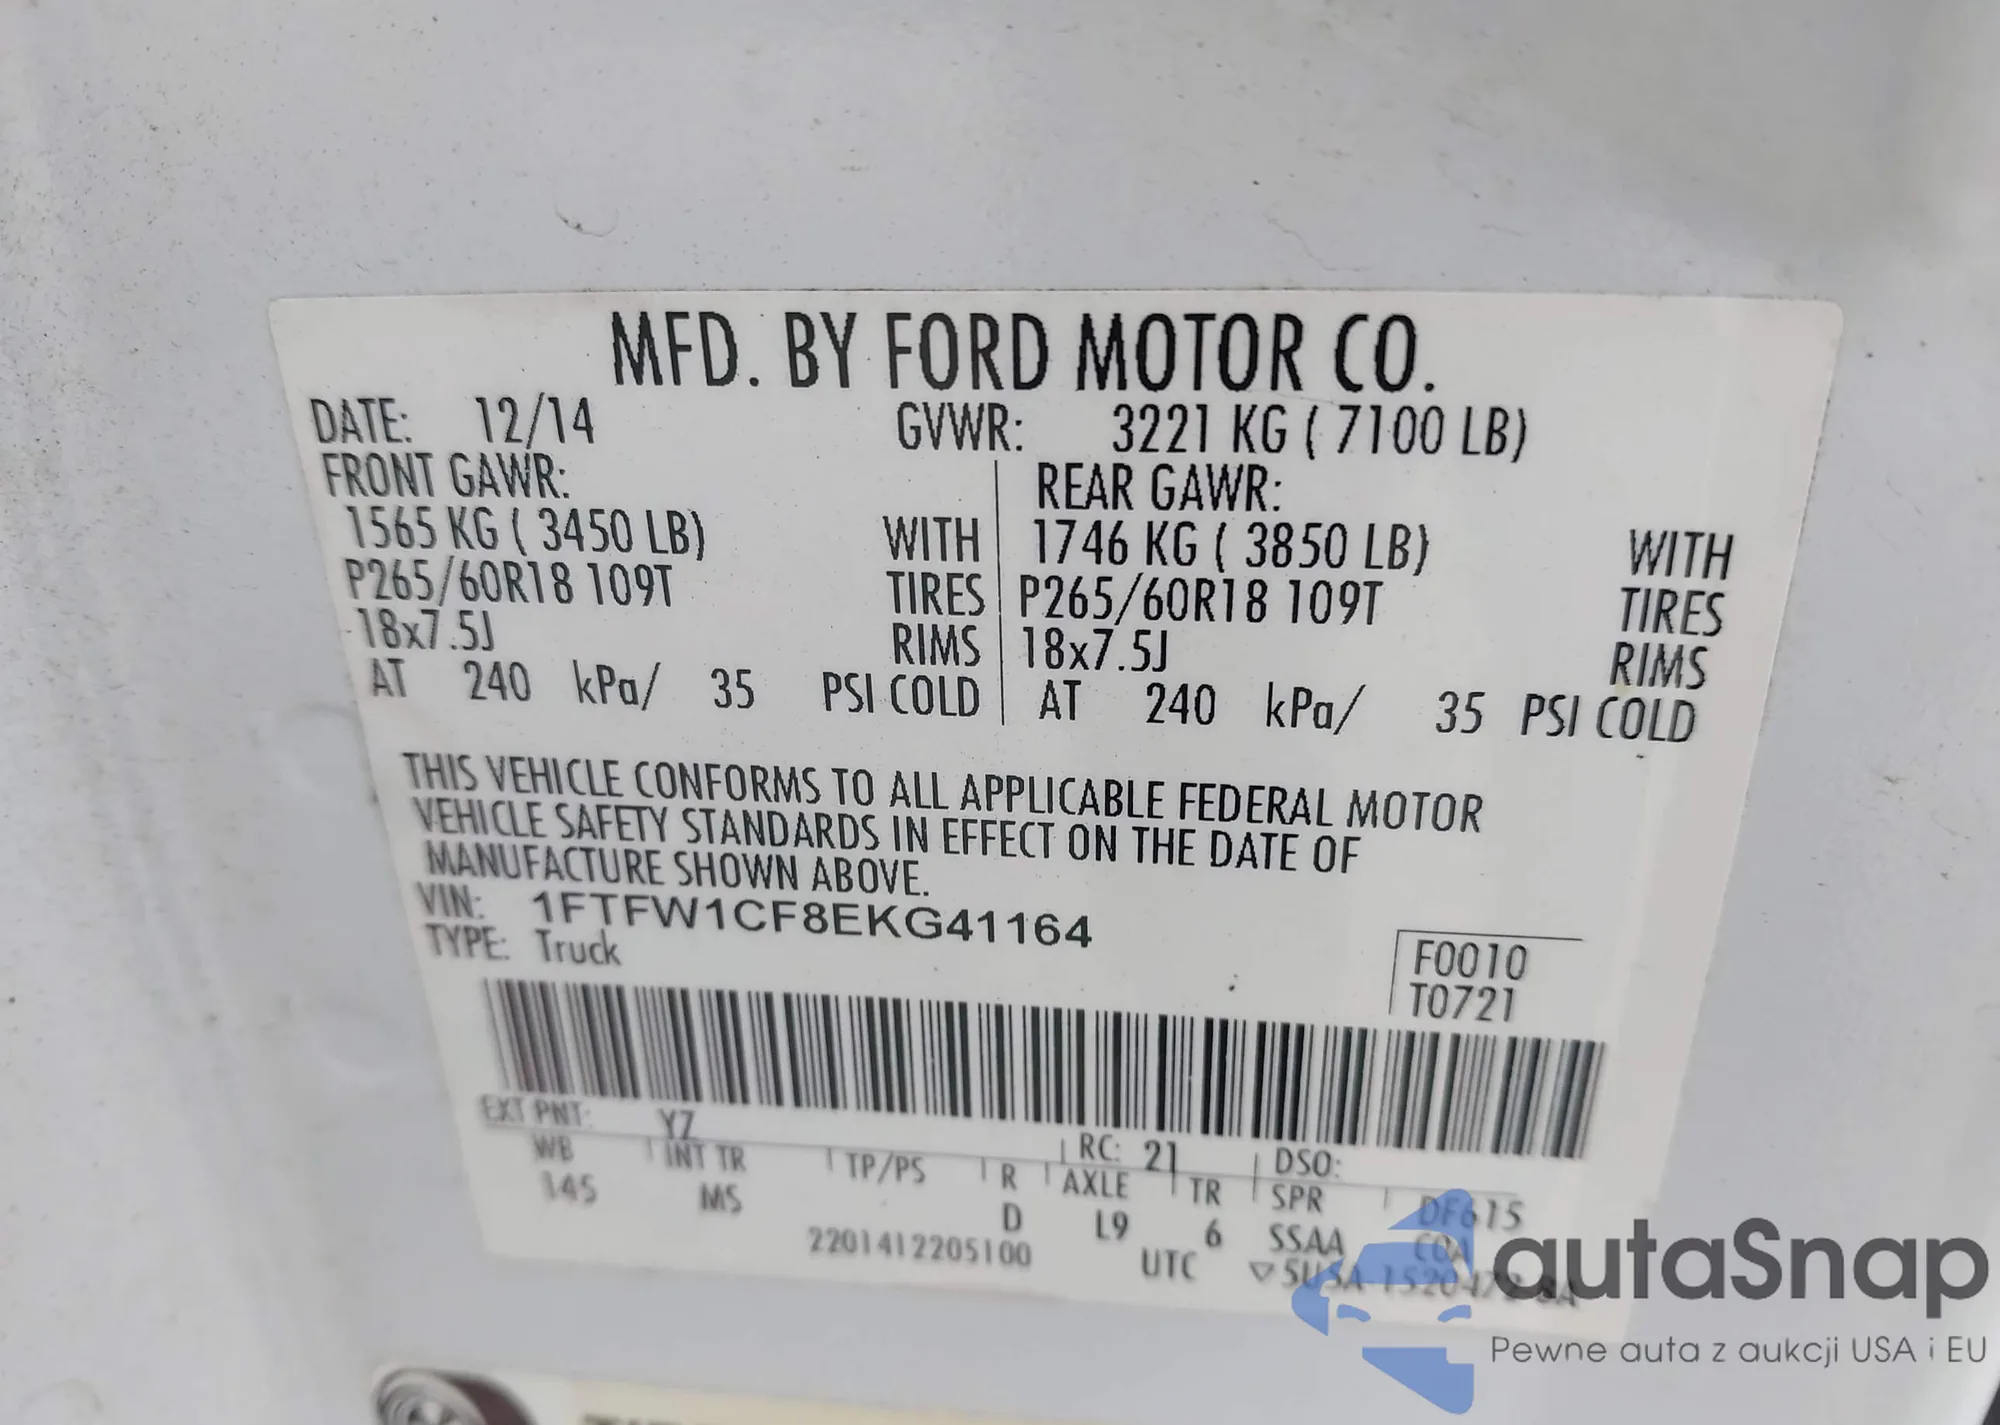 MFD. BY FORD MOTOR CO.
DATE: 12/14 GVWR: 3221 KG ( 7100 LB)
FRONT GAWR: REAR GAWR:
1565 KG ( 3450 LB) WITH 1746 KG ( 3850 LB) WITH
P265/60R18 109T TIRES P265/60R18 109T TIRES
18x7.5J RIMS 18x7.5J RIMS
AT 240 kPa/ 35 PSI COLD AT 240 kPa/ 35 PSI COLD
THIS VEHICLE CONFORMS TO ALL APPLICABLE FEDERAL MOTOR
VEHICLE SAFETY STANDARDS IN EFFECT ON THE DATE OF
MANUFACTURE SHOWN ABOVE.
VIN: 1FTFW1CF8EKG41164
TYPE: Truck
F0010
T0721
EXT PNT: YZ RC: 21 DSO:
WB INT TR TP/PS R AXLE TR SPR DF615
145 MS D L9 6 SSAA
2201412205100 UTC
autaSnap
Pewne auta z aukcji USA i EU